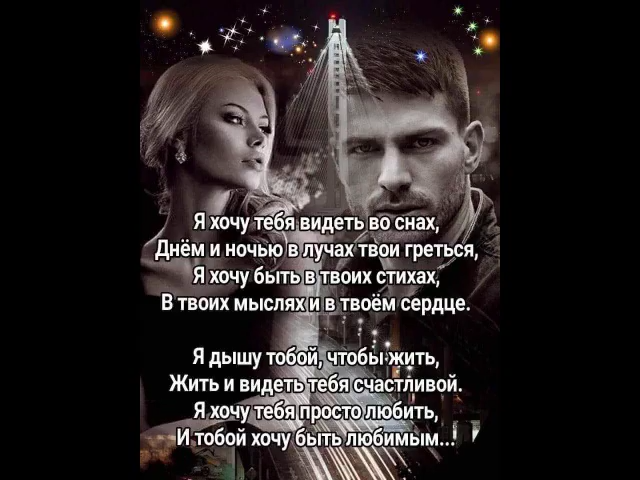 Я хочу тебя видеть во снах,
Днём и ночью в лучах твои греться,
Я хочу быть в твоих стихах,
В твоих мыслях и в твоём сердце.
Я дышу тобой, чтобы жить,
Жить и видеть тебя счастливой.
Я хочу тебя просто любить,
И тобой хочу быть любимым...